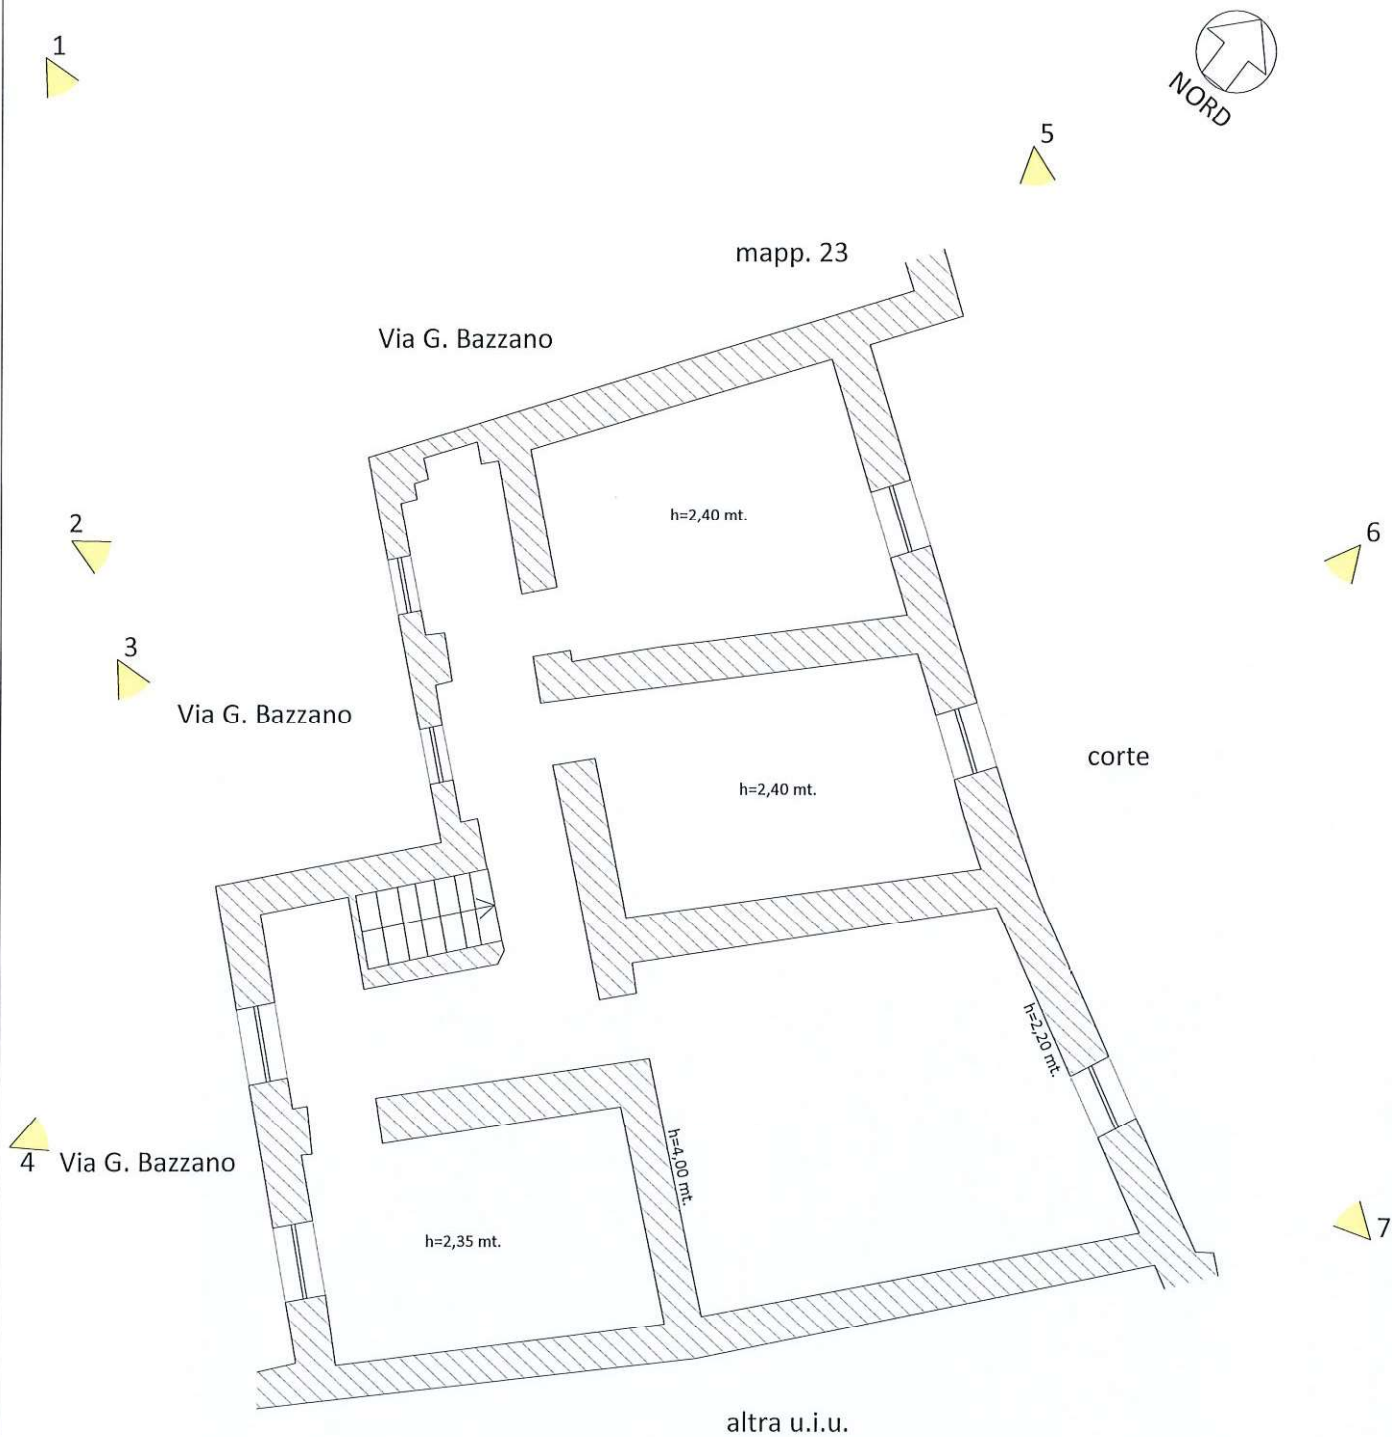 1
NORD
5
mapp. 23
Via G. Bazzano
h=2,40 mt.
2
6
3
Via G. Bazzano
corte
h=2,40 mt.
h=2,20 mt.
h=4,00 mt.
4 Via G. Bazzano
7
h=2,35 mt.
altra u.i.u.